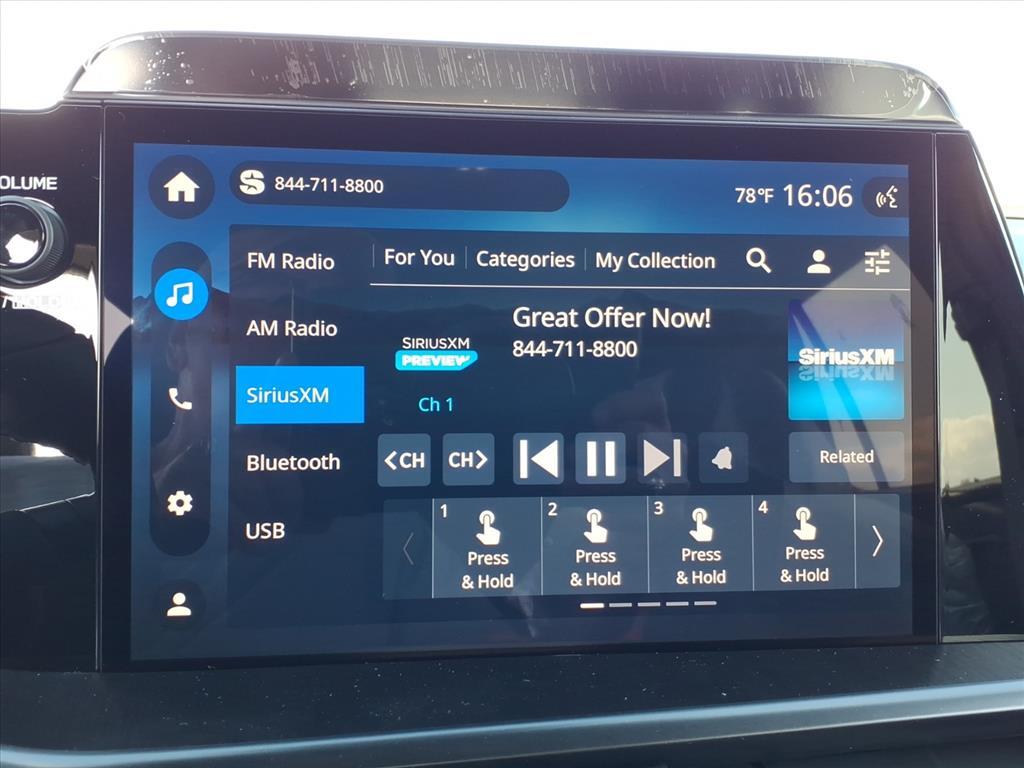 OLUME
844-711-8800
78°F 16:06
FM Radio
AM Radio
SiriusXM
Bluetooth
USB
For You
Categories
My Collection
SIRIUSXM
PREVIEW
Great Offer Now!
844-711-8800
Ch 1
SiriusXM
<CH
CH>
Related
1
Press
& Hold
2
Press
& Hold
3
Press
& Hold
4
Press
& Hold